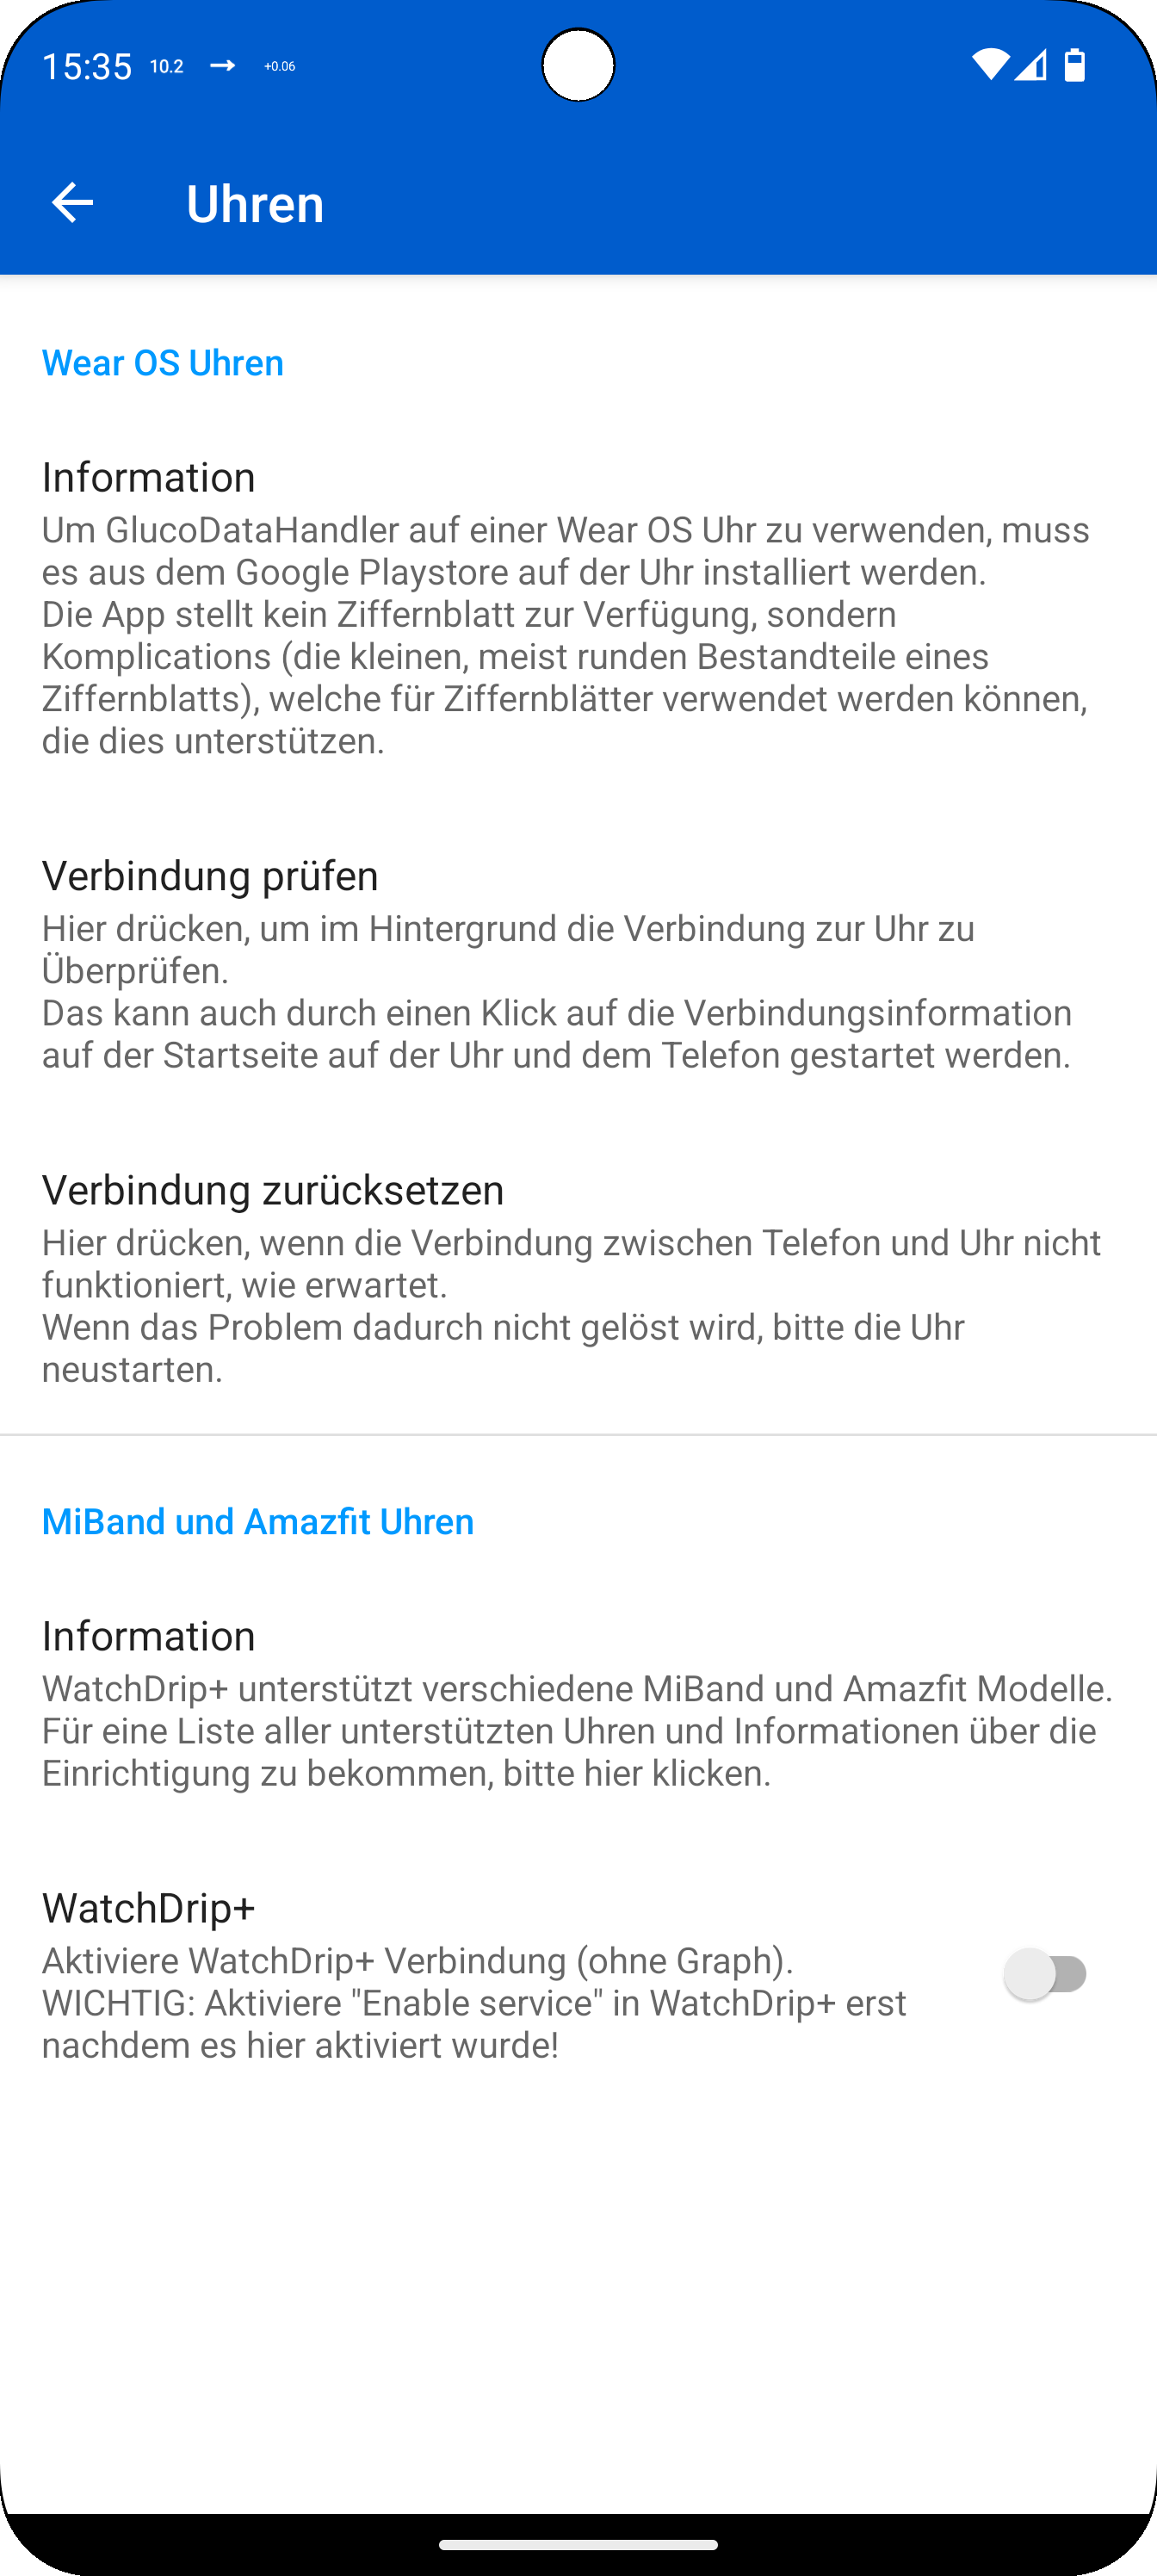 15:35 10.2 → +0.06
Uhren
Wear OS Uhren
Information
Um GlucoDataHandler auf einer Wear OS Uhr zu verwenden, muss
es aus dem Google Playstore auf der Uhr installiert werden.
Die App stellt kein Ziffernblatt zur Verfügung, sondern
Komplications (die kleinen, meist runden Bestandteile eines
Ziffernblatts), welche für Ziffernblätter verwendet werden können,
die dies unterstützen.
Verbindung prüfen
Hier drücken, um im Hintergrund die Verbindung zur Uhr zu
Überprüfen.
Das kann auch durch einen Klick auf die Verbindungsinformation
auf der Startseite auf der Uhr und dem Telefon gestartet werden.
Verbindung zurücksetzen
Hier drücken, wenn die Verbindung zwischen Telefon und Uhr nicht
funktioniert, wie erwartet.
Wenn das Problem dadurch nicht gelöst wird, bitte die Uhr
neustarten.
MiBand und Amazfit Uhren
Information
WatchDrip+ unterstützt verschiedene MiBand und Amazfit Modelle.
Für eine Liste aller unterstützten Uhren und Informationen über die
Einrichtigung zu bekommen, bitte hier klicken.
WatchDrip+
Aktiviere WatchDrip+ Verbindung (ohne Graph).
WICHTIG: Aktiviere "Enable service" in WatchDrip+ erst
nachdem es hier aktiviert wurde!